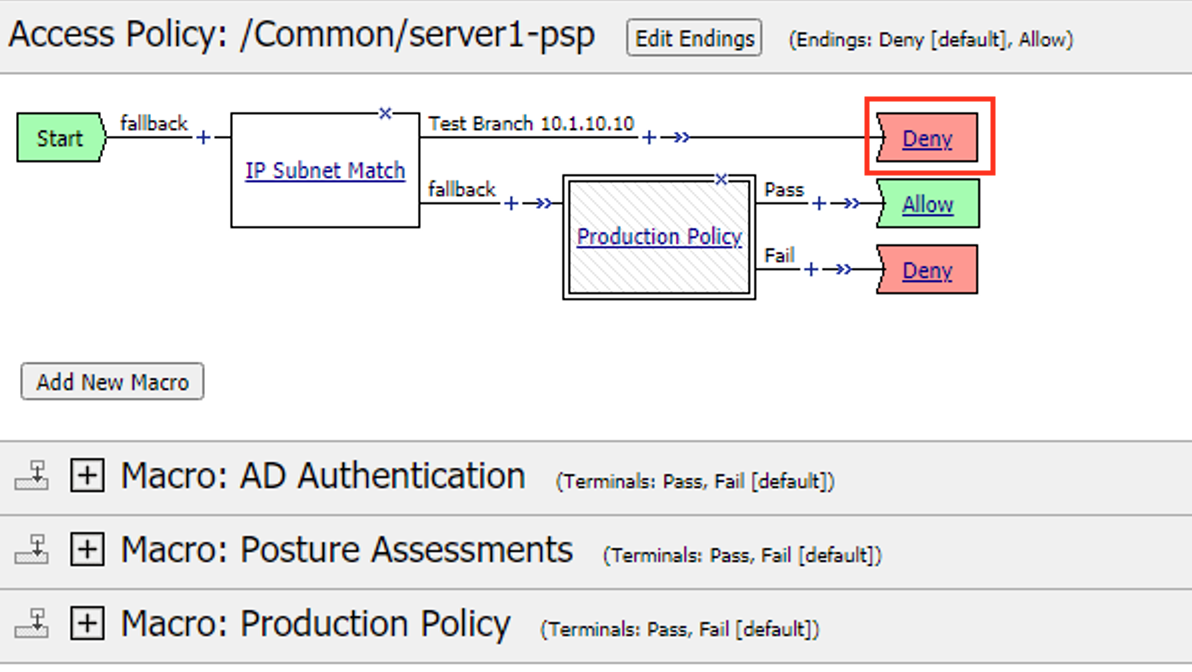 Access Policy: /Common/server1-psp Edit Endings (Endings: Deny [default], Allow)
Start fallback + IP Subnet Match × Test Branch 10.1.10.10 + Deny
fallback + Production Policy × Pass + Allow
Fail + Deny
Add New Macro
+ Macro: AD Authentication (Terminals: Pass, Fail [default])
+ Macro: Posture Assessments (Terminals: Pass, Fail [default])
+ Macro: Production Policy (Terminals: Pass, Fail [default])